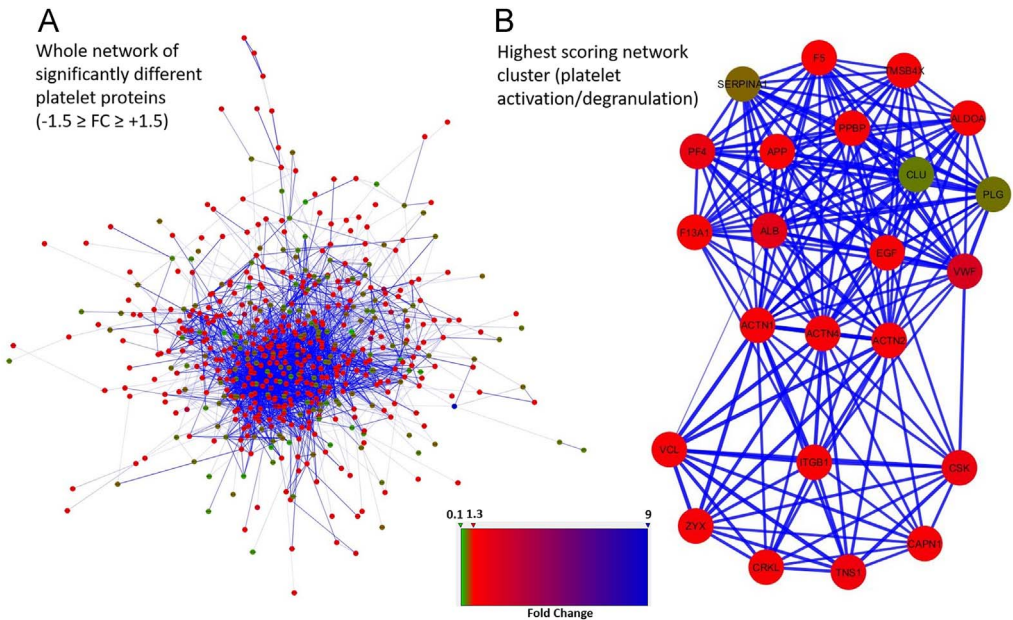 A
Whole network of
significantly different
platelet proteins
(-1.5 ≥ FC ≥ +1.5)
B
Highest scoring network
cluster (platelet
activation/degranulation)
F5
TMSB4X
SERPINA1
ALDOA
PPBP
PF4
APP
CLU
PLG
F13A1
ALB
EGF
VWF
ACTN1
ACTN4
ACTN2
VCL
ITGB1
CSK
ZYX
CAPN1
CRKL
TNS1
0.1 1.3 9
Fold Change